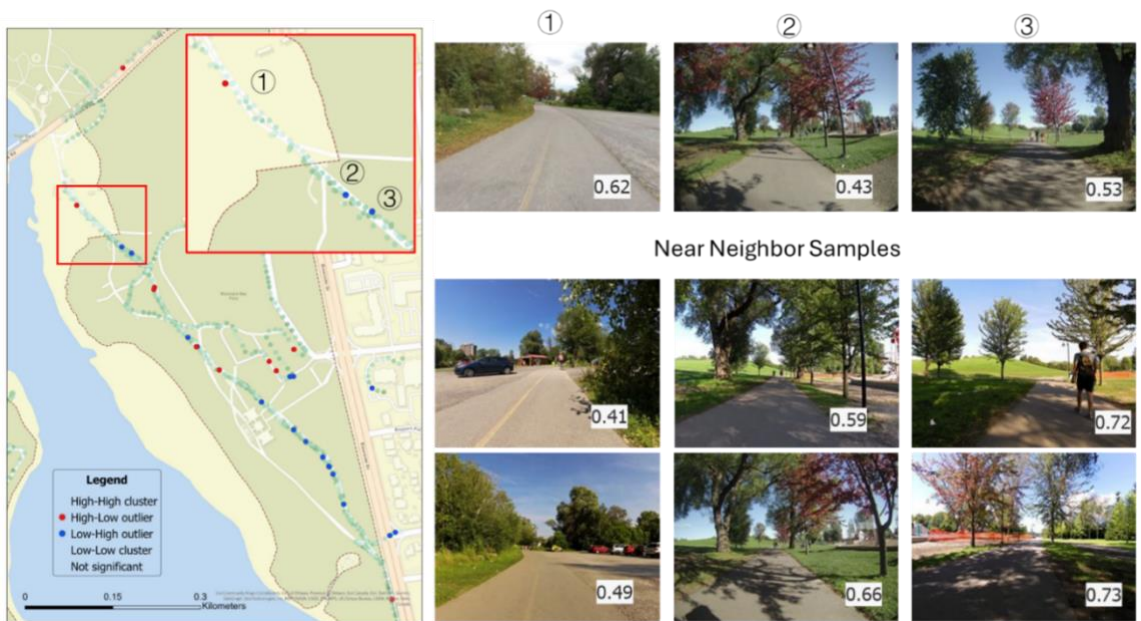 ① ② ③
①
②
③
0.62 0.43 0.53
Near Neighbor Samples
0.41 0.59 0.72
0.49 0.66 0.73
Legend
High-High cluster
High-Low outlier
Low-High outlier
Low-Low cluster
Not significant
0 0.15 0.3
Kilometers